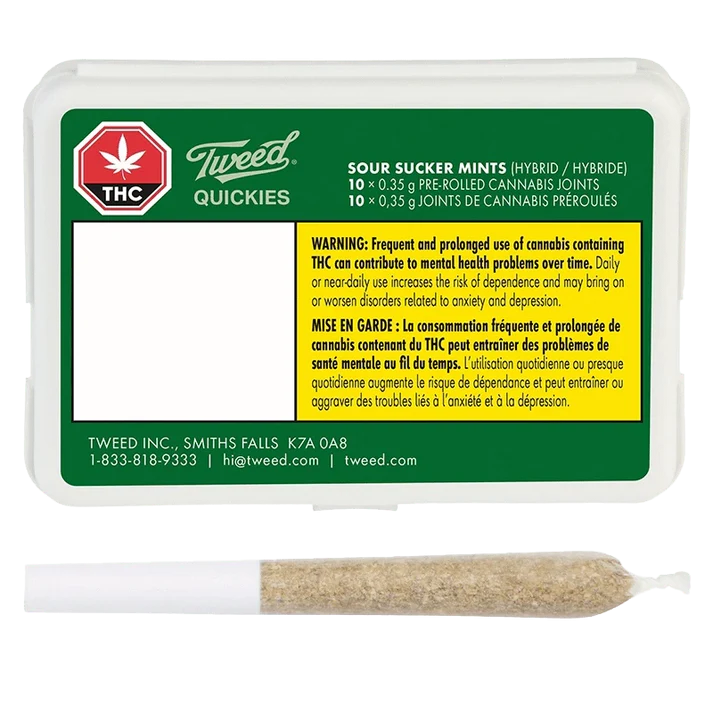 THC
Tweed®
QUICKIES
SOUR SUCKER MINTS (HYBRID / HYBRIDE)
10 × 0.35 g PRE-ROLLED CANNABIS JOINTS
10 × 0,35 g JOINTS DE CANNABIS PRÉROULÉS
WARNING: Frequent and prolonged use of cannabis containing
THC can contribute to mental health problems over time. Daily
or near-daily use increases the risk of dependence and may bring on
or worsen disorders related to anxiety and depression.
MISE EN GARDE : La consommation fréquente et prolongée de
cannabis contenant du THC peut entraîner des problèmes de
santé mentale au fil du temps. L'utilisation quotidienne ou presque
quotidienne augmente le risque de dépendance et peut entraîner ou
aggraver des troubles liés à l'anxiété et à la dépression.
TWEED INC., SMITHS FALLS K7A 0A8
1-833-818-9333 | hi@tweed.com | tweed.com